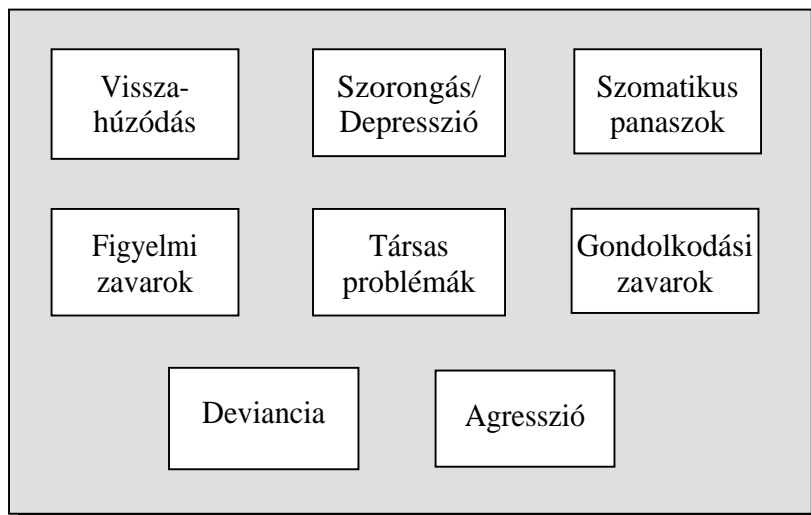 Vissza-
húzódás
Szorongás/
Depresszió
Szomatikus
panaszok
Figyelmi
zavarok
Társas
problémák
Gondolkodási
zavarok
Deviancia
Agresszió